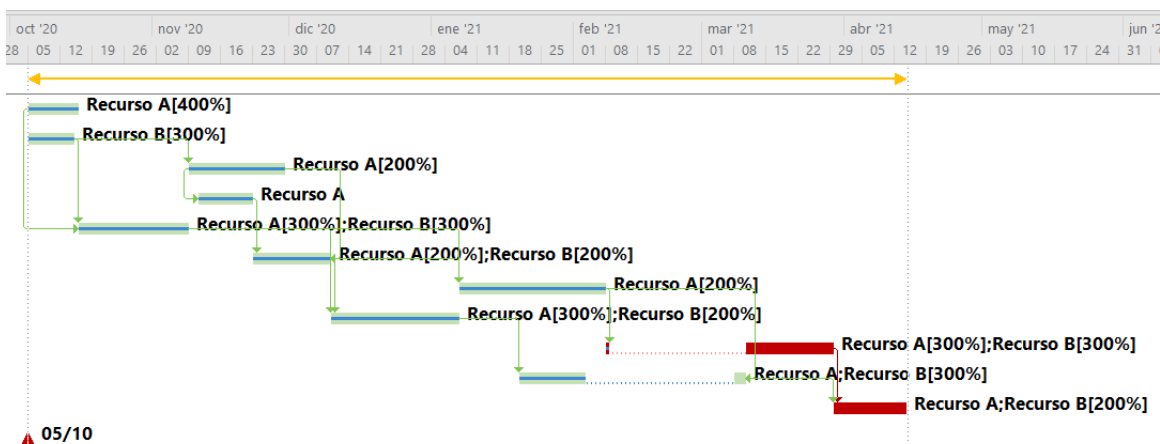 oct '20 nov '20 dic '20 ene '21 feb '21 mar '21 abr '21 may '21 jun '2
28 05 12 19 26 02 09 16 23 30 07 14 21 28 04 11 18 25 01 08 15 22 01 08 15 22 29 05 12 19 26 03 10 17 24 31
Recurso A[400%]
Recurso B[300%]
Recurso A[200%]
Recurso A
Recurso A[300%];Recurso B[300%]
Recurso A[200%];Recurso B[200%]
Recurso A[200%]
Recurso A[300%];Recurso B[200%]
Recurso A[300%];Recurso B[300%]
Recurso A;Recurso B[300%]
Recurso A;Recurso B[200%]
05/10